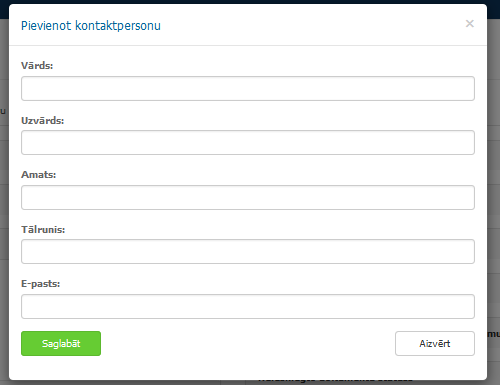 Pievienot kontaktpersonu
×
Vārds:
Uzvārds:
Amats:
Tālrunis:
E-pasts:
Saglabāt
Aizvērt